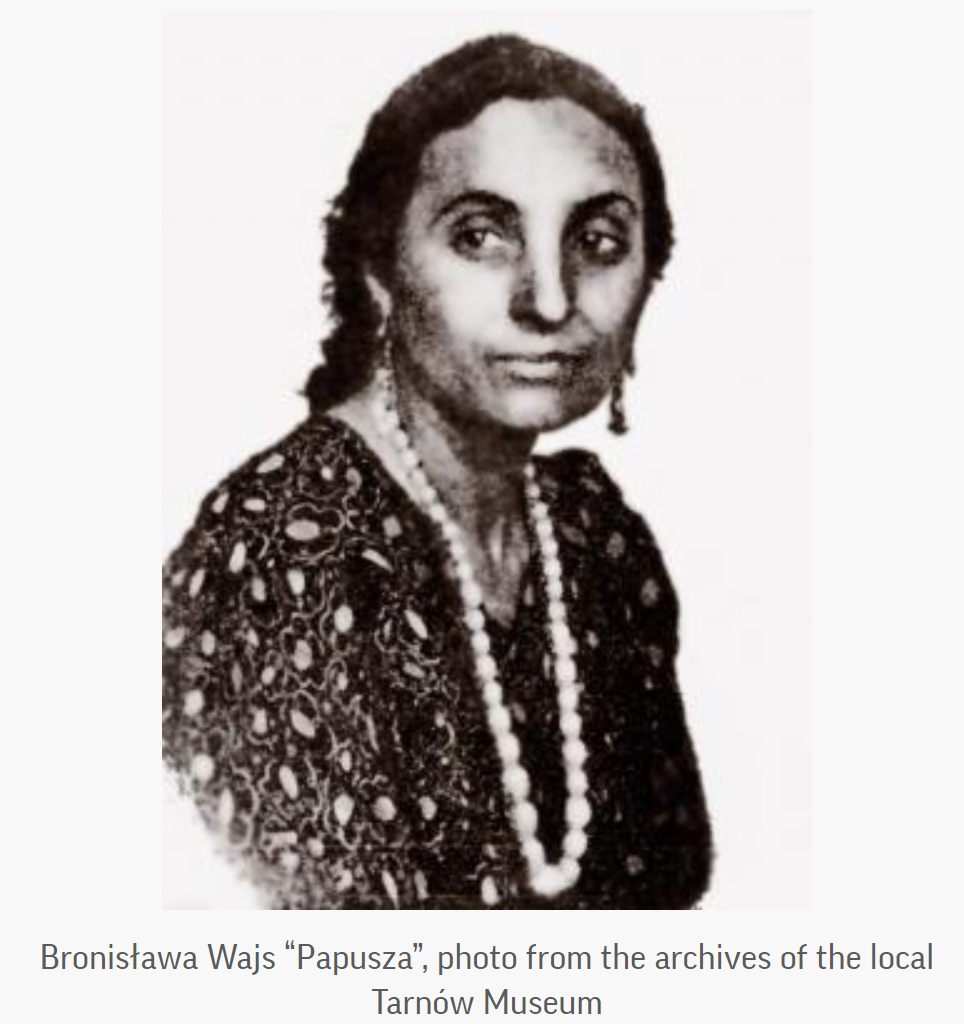 Bronisława Wajs “Papusza”, photo from the archives of the local
Tarnów Museum